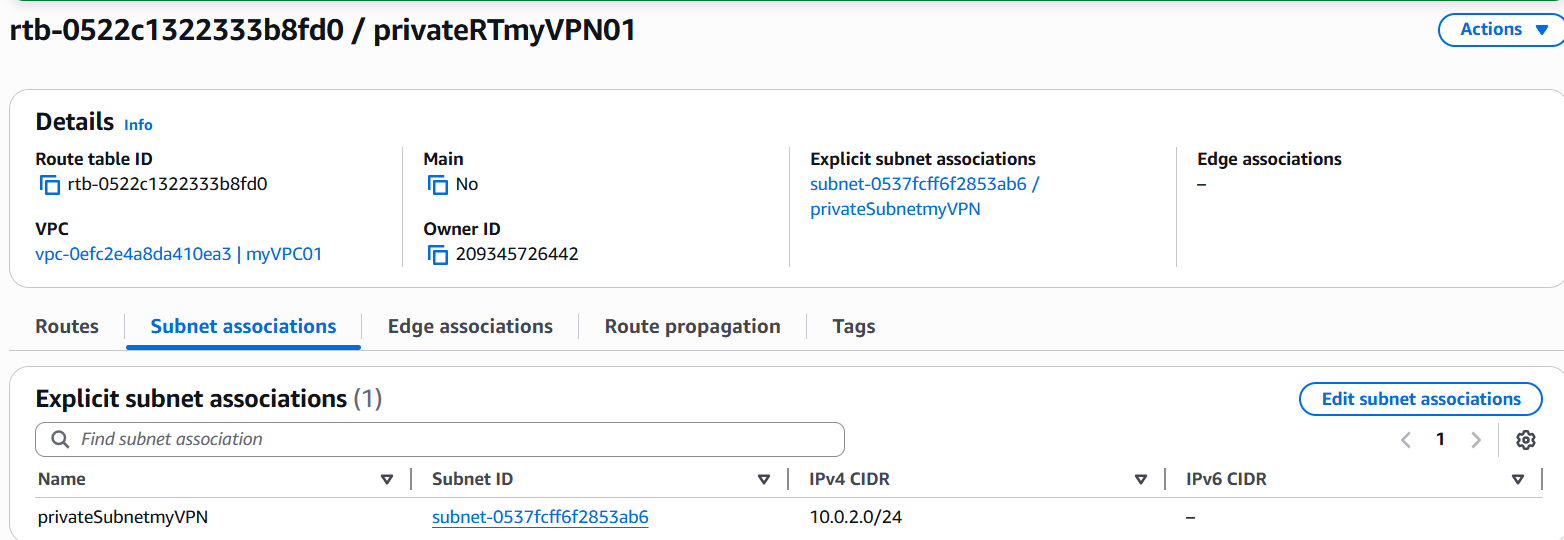 rtb-0522c1322333b8fd0 / privateRTmyVPN01
Actions
Details Info
Route table ID
rtb-0522c1322333b8fd0
Main
No
Explicit subnet associations
subnet-0537fcff6f2853ab6 /
privateSubnetmyVPN
Edge associations
–
VPC
vpc-0efc2e4a8da410ea3 | myVPC01
Owner ID
209345726442
Routes
Subnet associations
Edge associations
Route propagation
Tags
Explicit subnet associations (1)
Edit subnet associations
Find subnet association
1
Name
Subnet ID
IPv4 CIDR
IPv6 CIDR
privateSubnetmyVPN
subnet-0537fcff6f2853ab6
10.0.2.0/24
–